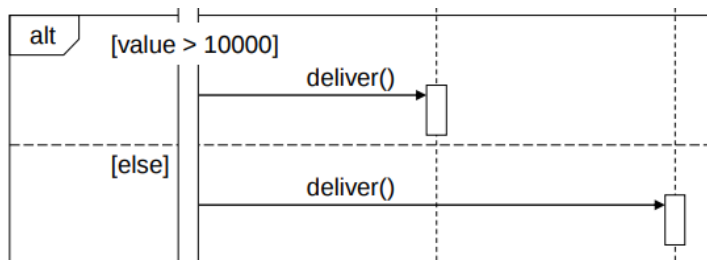 alt
[value > 10000]
deliver()
[else]
deliver()